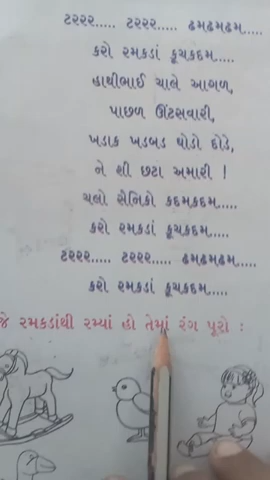 ટરરર..... ટરરર..... ઢમઢમઢમ.....
કરો રમકડાં કૂચકદમ.....
હાથીભાઈ ચાલે આગળ,
પાછળ ઊંટસવારી,
ખડાક ખડબડ ઘોડો દોડે,
ને શી છટા અમારી !
ચલો સૈનિકો કદમકદમ.....
કરો રમકડાં કૂચકદમ.....
ટરરર..... ટરરર..... ઢમઢમઢમ.....
કરો રમકડાં કૂચકદમ.....
જે રમકડાંથી રમ્યાં હો તેમાં રંગ પૂરો :